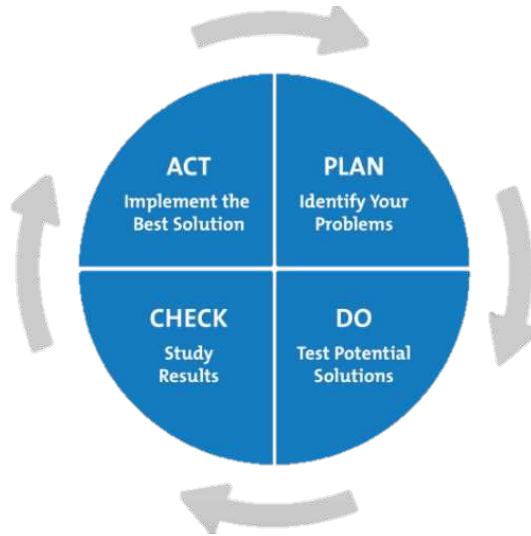 ACT
Implement the
Best Solution
PLAN
Identify Your
Problems
CHECK
Study
Results
DO
Test Potential
Solutions